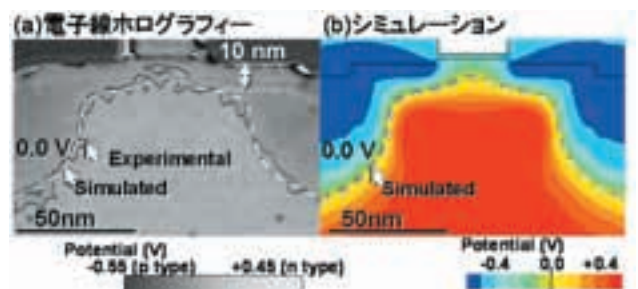 (a)電子線ホログラフィー
10 nm
0.0 V
Experimental
Simulated
50nm
Potential (V)
-0.55 (p type) +0.45 (n type)
(b)シミュレーション
0.0 V
Simulated
50nm
Potential (V)
-0.4 0.0 +0.4